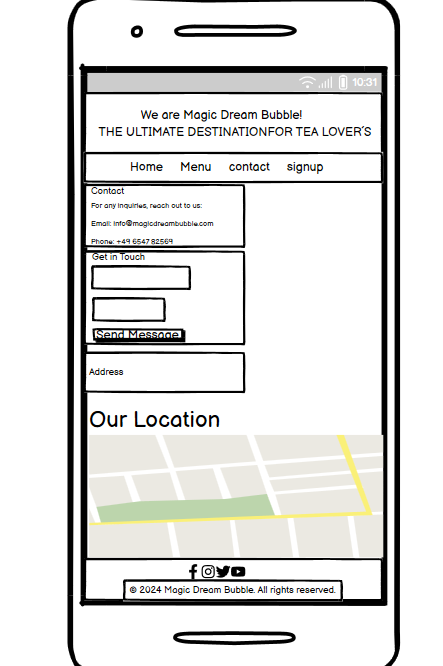 10:31
We are Magic Dream Bubble!
THE ULTIMATE DESTINATIONFOR TEA LOVER'S
Home Menu contact signup
Contact
For any inquiries, reach out to us:
Email: info@magicdreambubble.com
Phone: +49 6547 82569
Get in Touch
Send Message
Address
Our Location
© 2024 Magic Dream Bubble. All rights reserved.